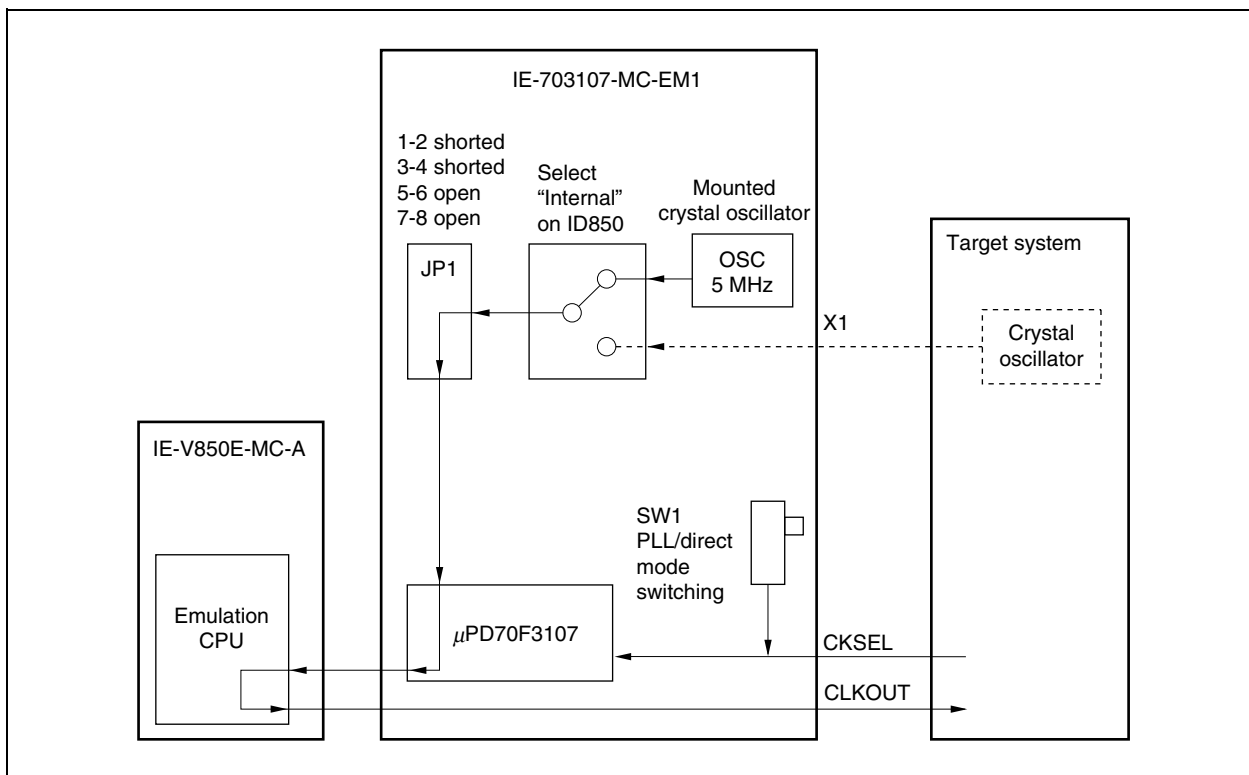 IE-703107-MC-EM1
1-2 shorted
3-4 shorted
5-6 open
7-8 open
Select
“Internal”
on ID850
Mounted
crystal oscillator
JP1
OSC
5 MHz
Target system
X1
Crystal
oscillator
IE-V850E-MC-A
SW1
PLL/direct
mode
switching
Emulation
CPU
μPD70F3107
CKSEL
CLKOUT